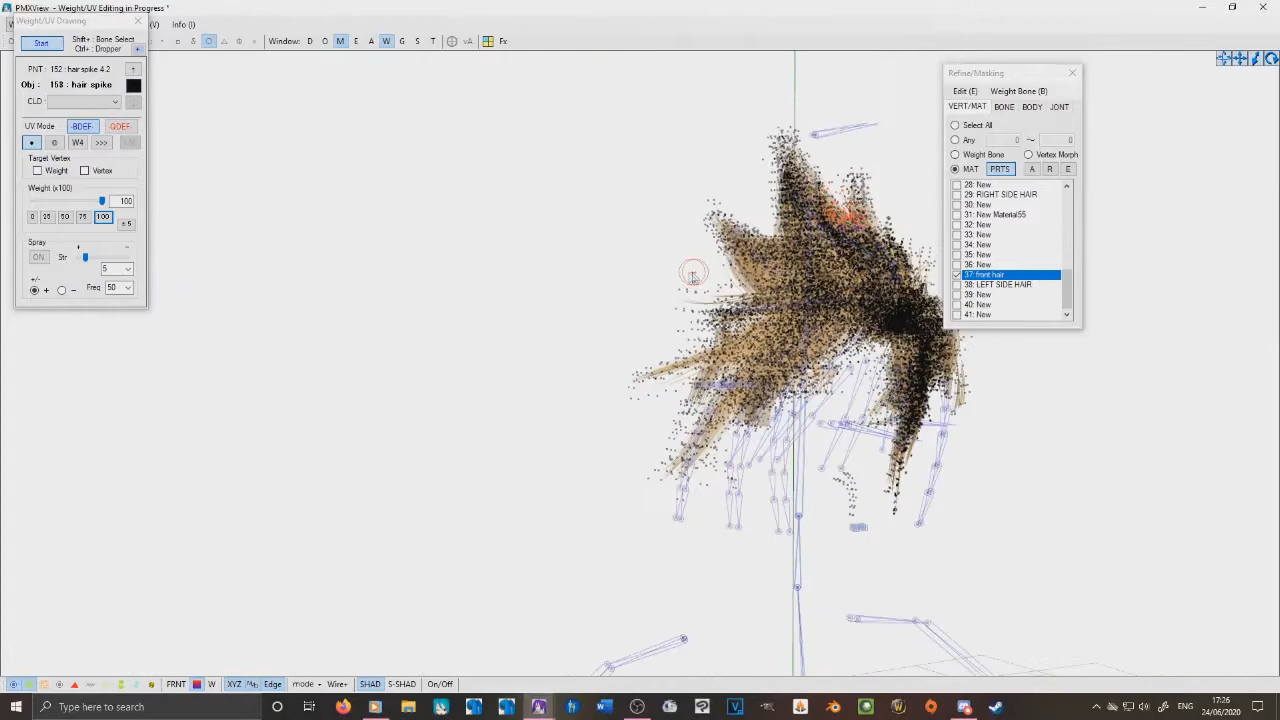 PMXView - Weight/UV Editing in Progress *
Weight/UV Drawing
(V) Info (I)
Start
Shift+ : Bone Select
Ctrl+ : Dropper
Window: D O M E A W G S T vA Fx
PNT : 152 : hair spike 4.2
Obj : 158 : hair spike
CLD :
UV Mode -BDEF- -QDEF-
W4 >>>
Target Vertex
Weight Vertex
Weight (x100)
100
0 25 50 75 100 ± 5
Spray
+ -
ON Str 5
+/-
+ - Freq 50
Refine/Masking
Edit (E) Weight Bone (B)
VERT/MAT BONE BODY JONT
Select All
Any 0 ~ 0
Weight Bone Vertex Morph
MAT PRTS A R E
28: New
29: RIGHT SIDE HAIR
30: New
31: New Material55
32: New
33: New
34: New
35: New
36: New
37: front hair
38: LEFT SIDE HAIR
39: New
40: New
41: New
FRNT W XYZ Edge mode Wire+ SHAD S-SHAD On/Off
Type here to search
17:26
24/06/2020